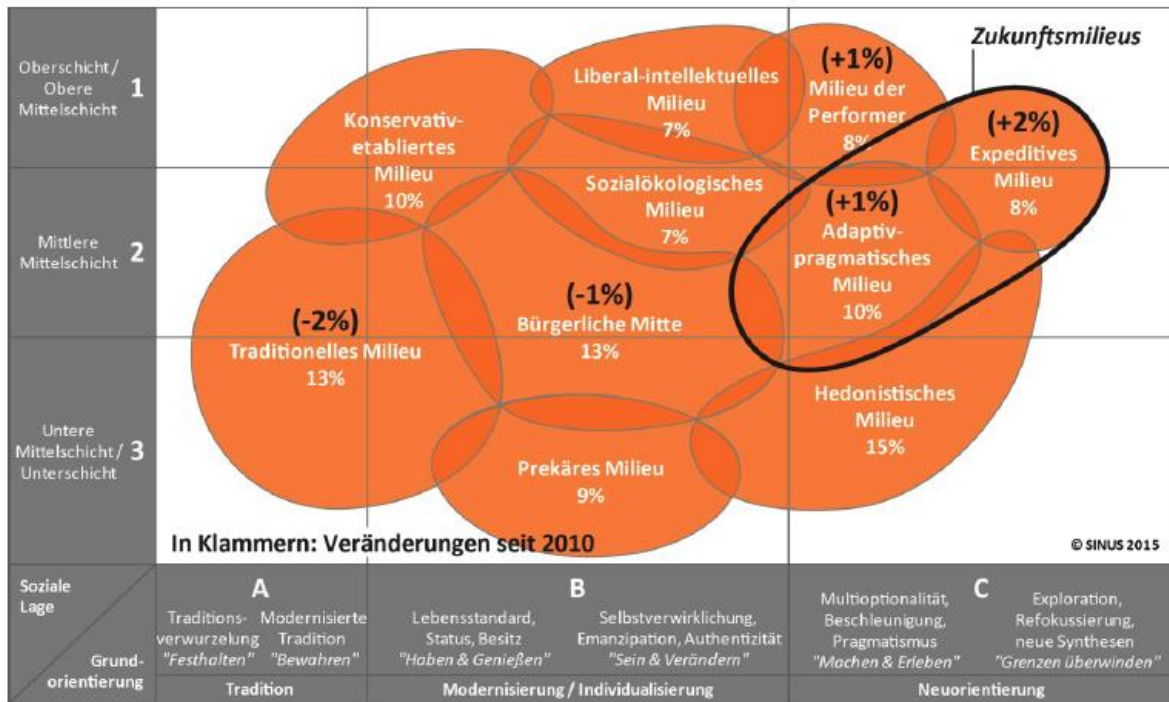 Zukunftsmilieus
Oberschicht /
Obere
Mittelschicht
1
Mittlere
Mittelschicht
2
Untere
Mittelschicht /
Unterschicht
3
Konservativ-
etabliertes
Milieu
10%
Liberal-intellektuelles
Milieu
7%
(+1%)
Milieu der
Performer
8%
(+2%)
Expeditives
Milieu
8%
Sozialökologisches
Milieu
7%
(+1%)
Adaptiv-
pragmatisches
Milieu
10%
(-2%)
Traditionelles Milieu
13%
(-1%)
Bürgerliche Mitte
13%
Hedonistisches
Milieu
15%
Prekäres Milieu
9%
In Klammern: Veränderungen seit 2010
© SINUS 2015
Soziale
Lage
Grund-
orientierung
A
Traditions-
verwurzelung
"Festhalten"
Modernisierte
Tradition
"Bewahren"
Tradition
B
Lebensstandard,
Status, Besitz
"Haben & Genießen"
Selbstverwirklichung,
Emanzipation, Authentizität
"Sein & Verändern"
Modernisierung / Individualisierung
C
Multioptionalität,
Beschleunigung,
Pragmatismus
"Machen & Erleben"
Exploration,
Refokussierung,
neue Synthesen
"Grenzen überwinden"
Neuorientierung